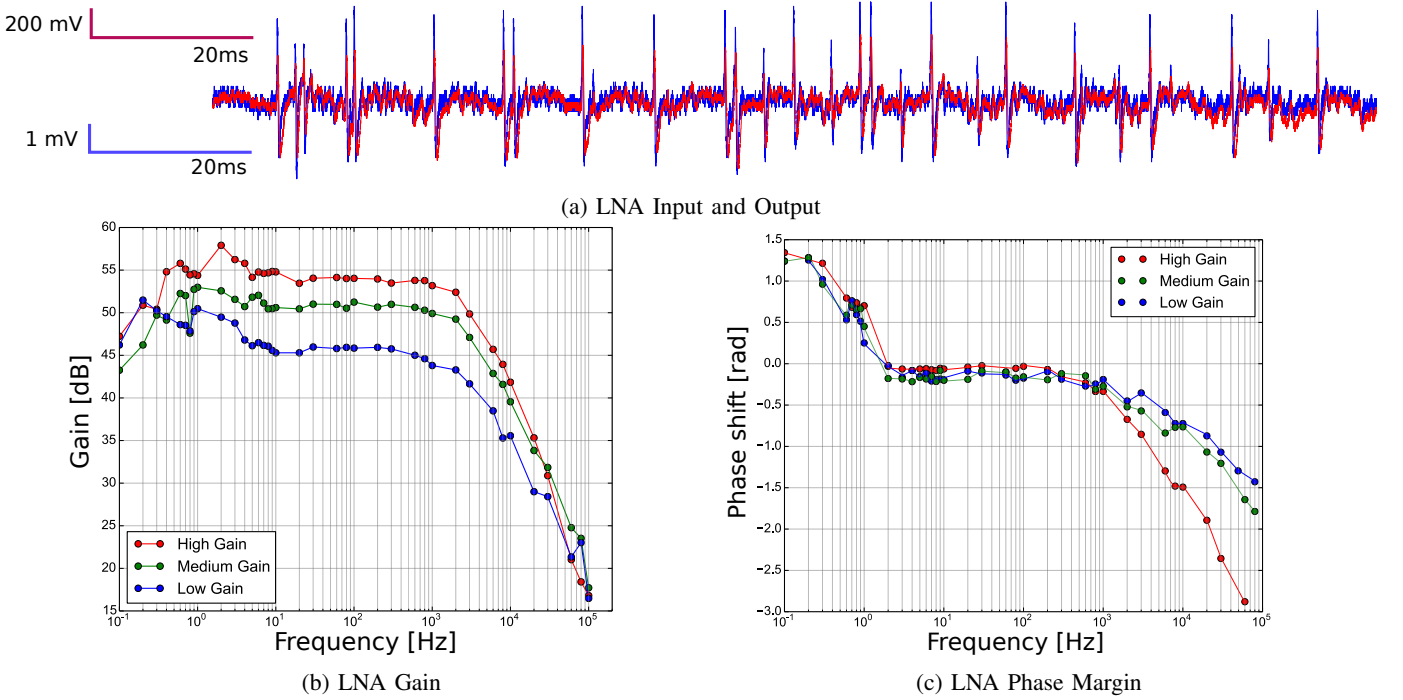 200 mV
20ms
1 mV
20ms
(a) LNA Input and Output
60
55
50
45
40
35
30
25
20
15
Gain [dB]
High Gain
Medium Gain
Low Gain
10⁻¹ 10⁰ 10¹ 10² 10³ 10⁴ 10⁵
Frequency [Hz]
(b) LNA Gain
1.5
1.0
0.5
0.0
−0.5
−1.0
−1.5
−2.0
−2.5
−3.0
Phase shift [rad]
High Gain
Medium Gain
Low Gain
10⁻¹ 10⁰ 10¹ 10² 10³ 10⁴ 10⁵
Frequency [Hz]
(c) LNA Phase Margin